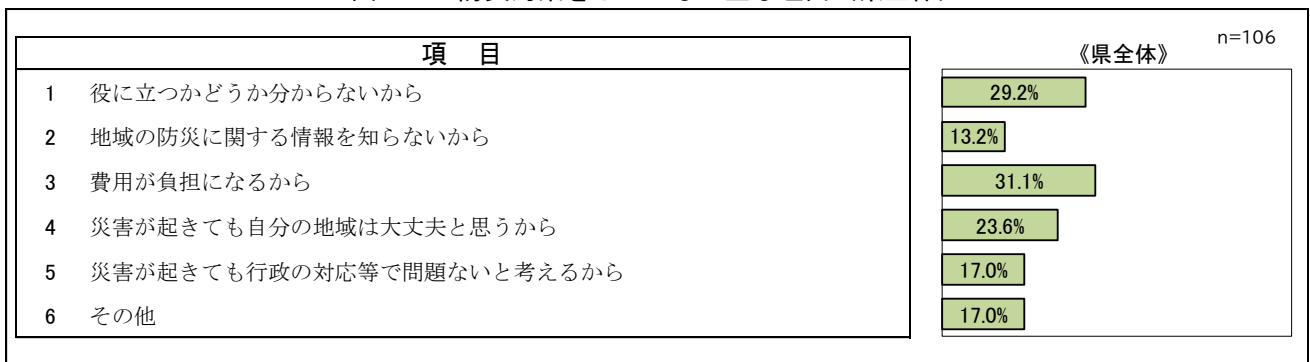 n=106
項 目
《県全体》
1 役に立つかどうか分からないから 29.2%
2 地域の防災に関する情報を知らないから 13.2%
3 費用が負担になるから 31.1%
4 災害が起きても自分の地域は大丈夫と思うから 23.6%
5 災害が起きても行政の対応等で問題ないと考えるから 17.0%
6 その他 17.0%